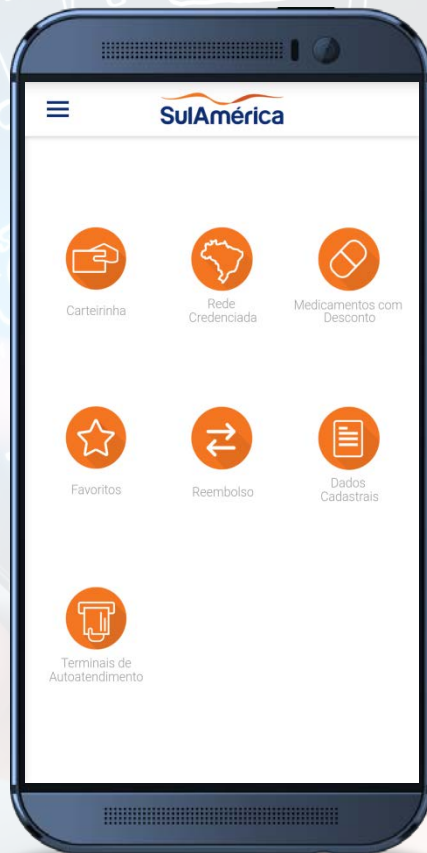 SulAmérica
Carteirinha
Rede
Credenciada
Medicamentos com
Desconto
Favoritos
Reembolso
Dados
Cadastrais
Terminais de
Autoatendimento